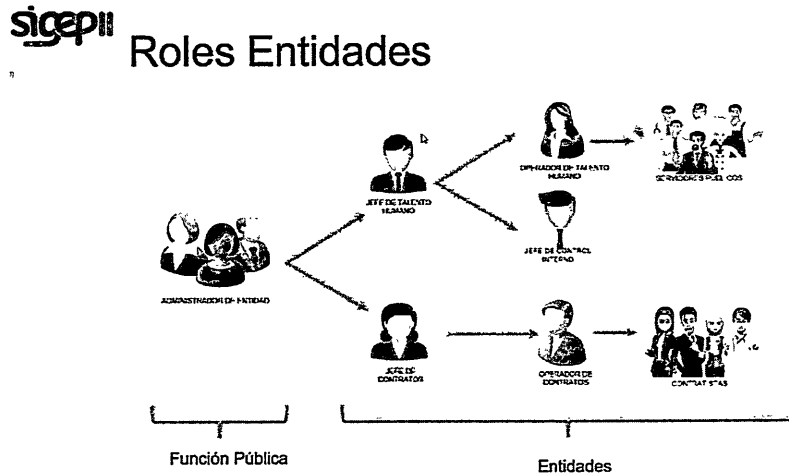 sigepII
Roles Entidades
JEFE DE TALENTO
HUMANO
OPERADOR DE TALENTO
HUMANO
SERVIDORES PUBLICOS
JEFE DE CONTROL
INTERNO
ADMINISTRADOR DE ENTIDAD
JEFE DE
CONTRATOS
OPERADOR DE
CONTRATOS
CONTRATISTAS
Función Pública
Entidades